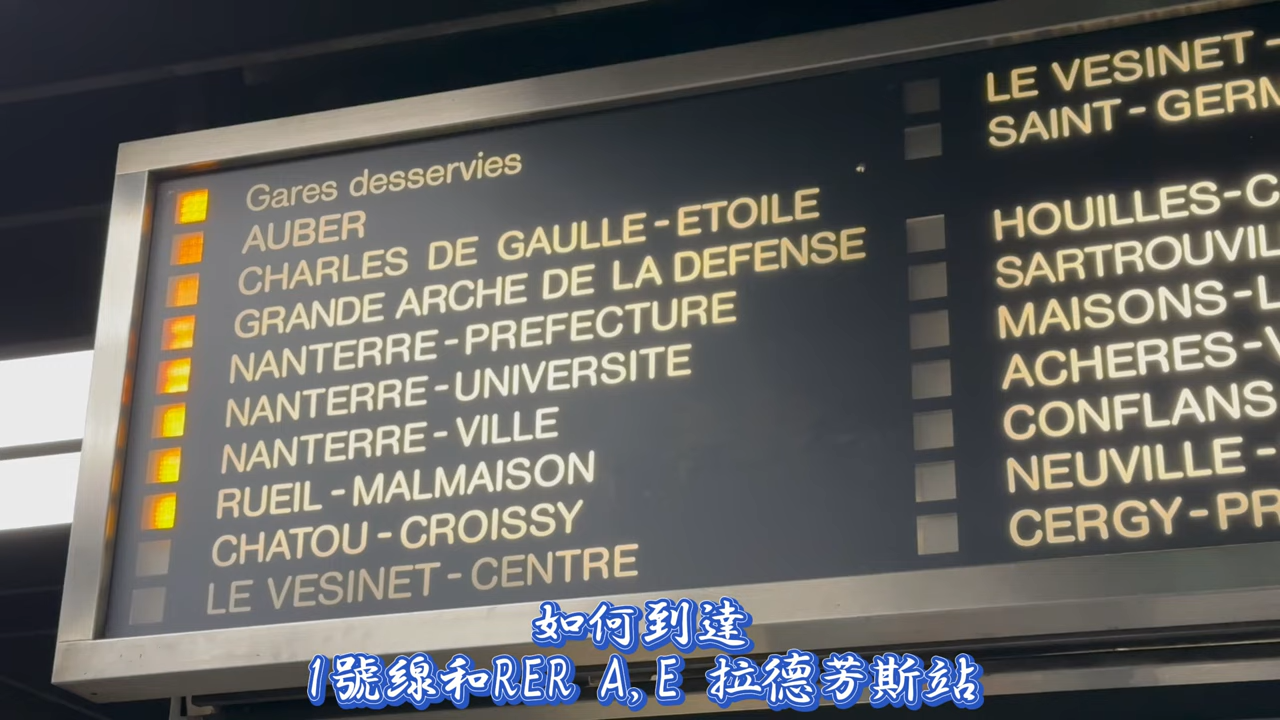 Gares desservies
AUBER
CHARLES DE GAULLE-ETOILE
GRANDE ARCHE DE LA DEFENSE
NANTERRE-PREFECTURE
NANTERRE-UNIVERSITE
NANTERRE-VILLE
RUEIL-MALMAISON
CHATOU-CROISSY
LE VESINET-CENTRE
LE VESINET-
SAINT-GERM
HOUILLES-C
SARTROUVIL
MAISONS-L
ACHERES-V
CONFLANS
NEUVILLE-
CERGY-PR
如何到達
1號線和RER A,E 拉德芳斯站